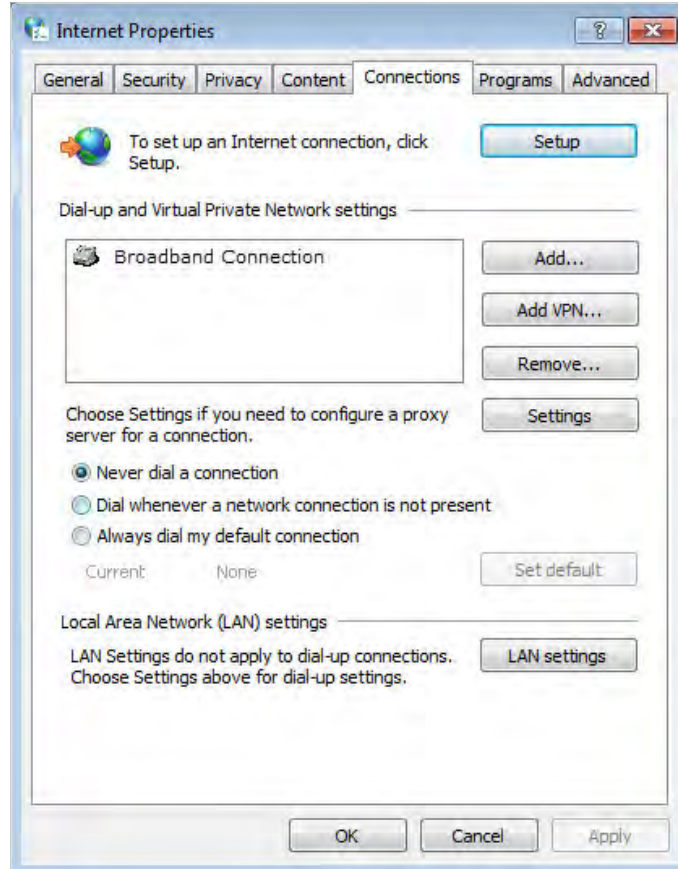 Internet Properties
General Security Privacy Content Connections Programs Advanced
To set up an Internet connection, click
Setup.
Setup
Dial-up and Virtual Private Network settings
Broadband Connection
Add...
Add VPN...
Remove...
Choose Settings if you need to configure a proxy
server for a connection.
Settings
Never dial a connection
Dial whenever a network connection is not present
Always dial my default connection
Current None
Set default
Local Area Network (LAN) settings
LAN Settings do not apply to dial-up connections.
Choose Settings above for dial-up settings.
LAN settings
OK Cancel Apply